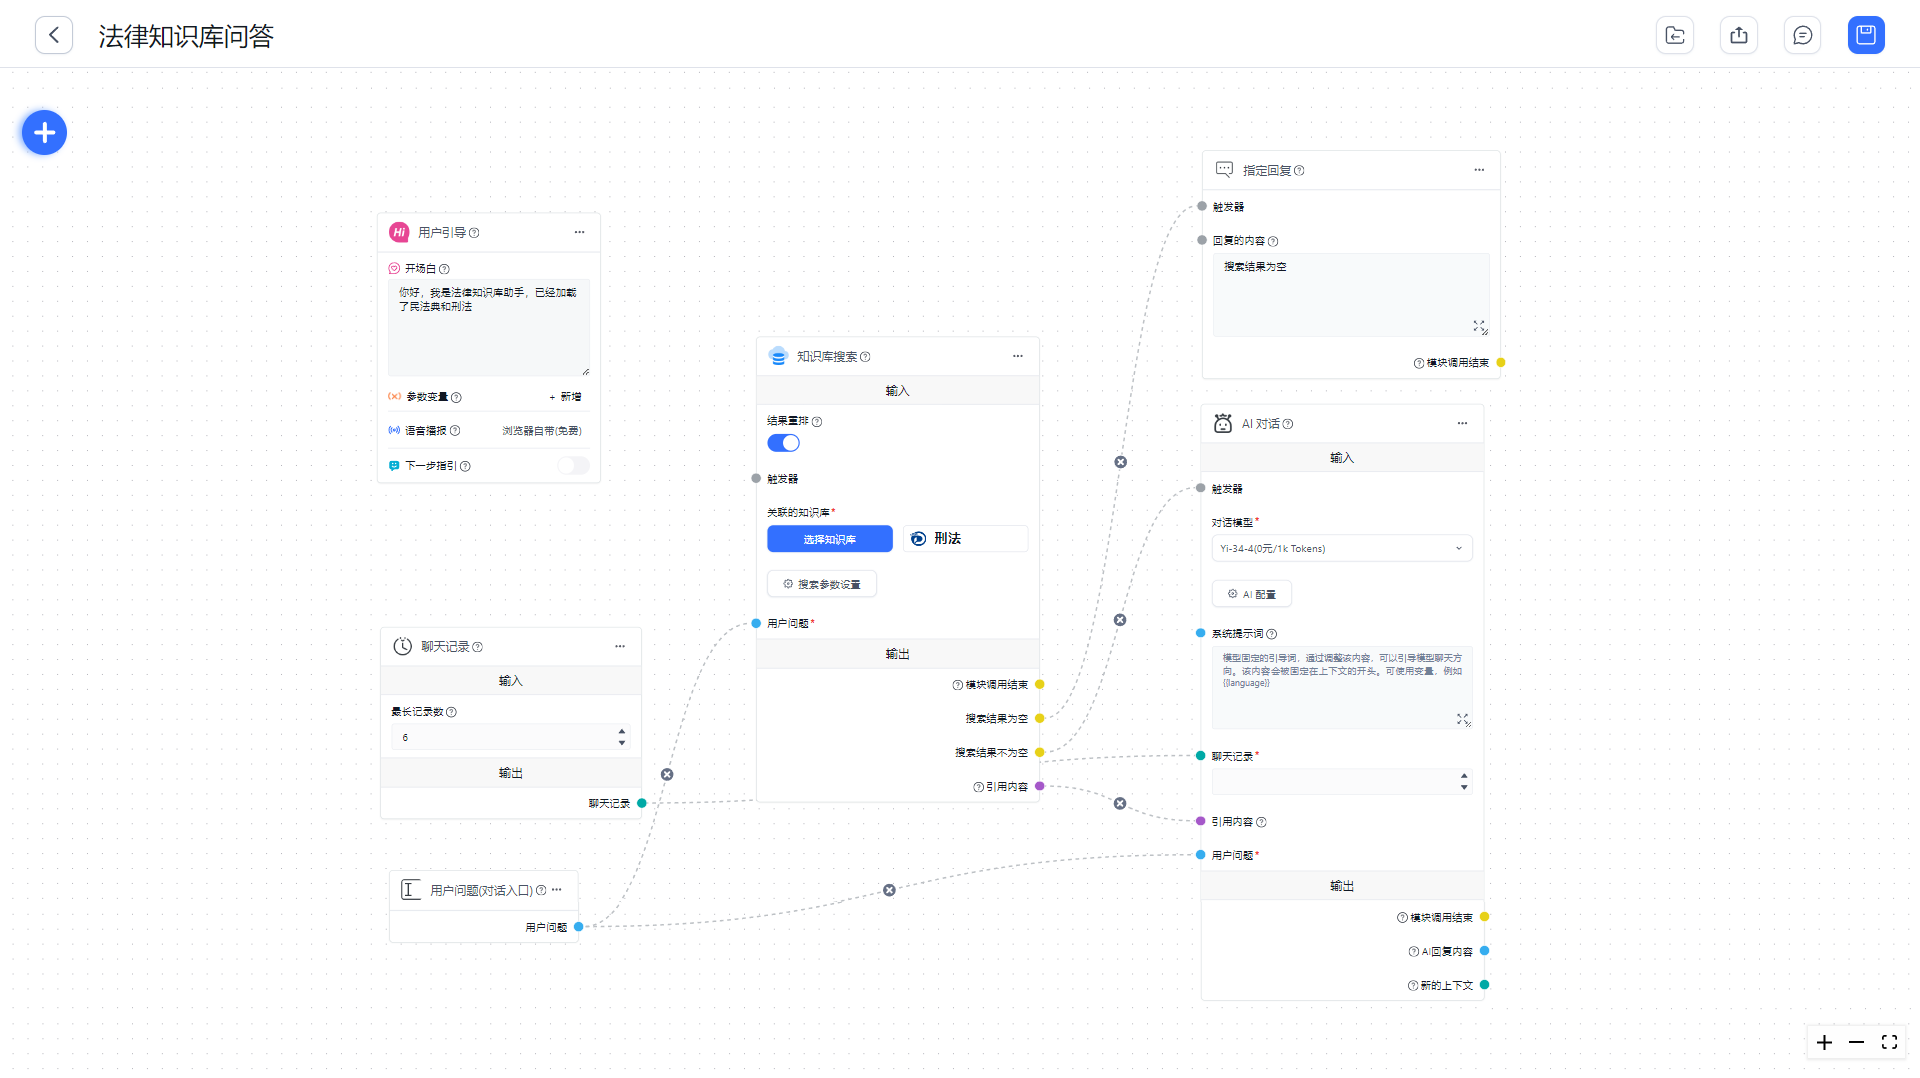 法律知识库问答
Hi 用户引导
开场白
你好，我是法律知识库助手，已经加载
了民法典和刑法
参数变量
+ 新增
语音播报
浏览器自带(免费)
下一步指引
聊天记录
输入
最长记录数
6
输出
聊天记录
用户问题(对话入口)
用户问题
知识库搜索
输入
结果重排
触发器
关联的知识库*
选择知识库
刑法
搜索参数设置
用户问题*
输出
模块调用结束
搜索结果为空
搜索结果不为空
引用内容
指定回复
触发器
回复的内容
搜索结果为空
模块调用结束
AI 对话
输入
触发器
对话模型*
Yi-34-4(0元/1k Tokens)
AI 配置
系统提示词
模型固定的引导词，通过调整该内容，可以引导模型聊天方
向。该内容会被固定在上下文的开头。可使用变量，例如
{{language}}
聊天记录*
引用内容
用户问题*
输出
模块调用结束
AI回复内容
新的上下文